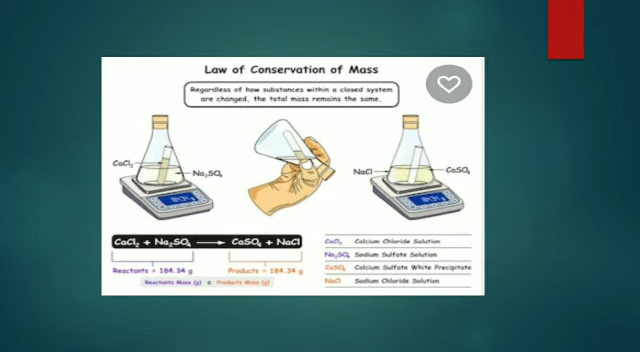 Law of Conservation of Mass
Regardless of how substances within a closed system
are changed, the total mass remains the same.
CaCl₂
Na₂SO₄
NaCl
CaSO₄
CaCl₂ + Na₂SO₄ → CaSO₄ + NaCl
Reactants = 184.34 g
Products = 184.34 g
Reactants Mass (g) = Products Mass (g)
CaCl₂ Calcium Chloride Solution
Na₂SO₄ Sodium Sulfate Solution
CaSO₄ Calcium Sulfate White Precipitate
NaCl Sodium Chloride Solution